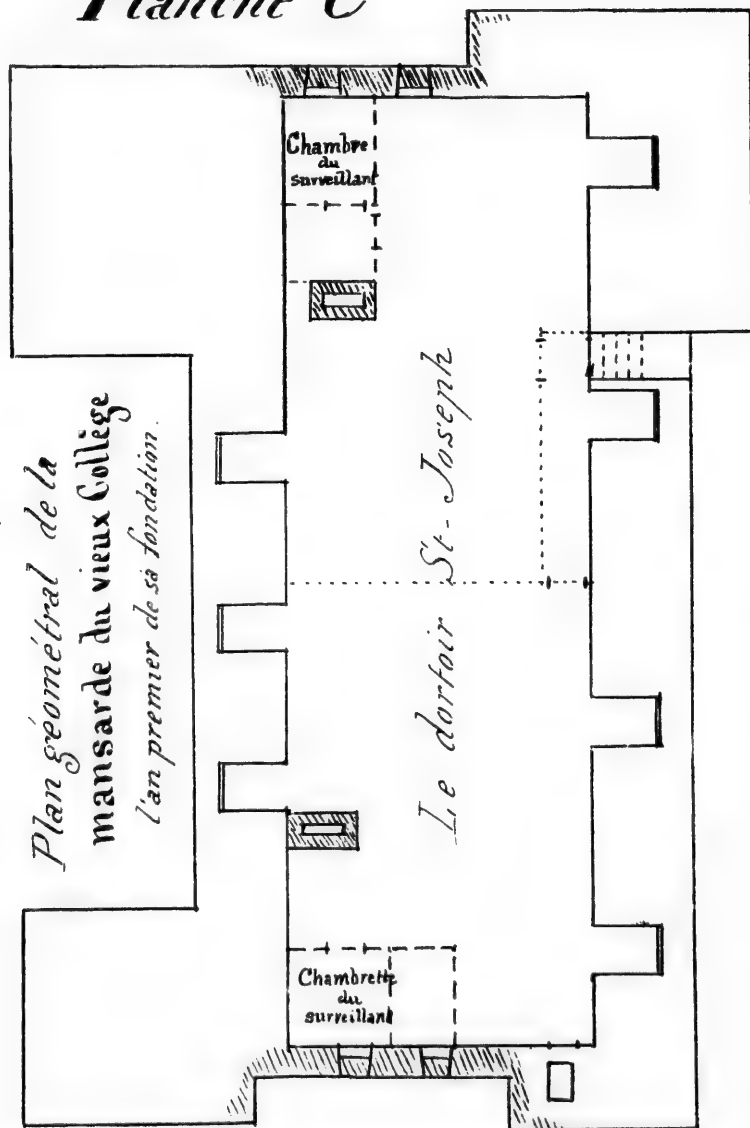 Planche C
Chambre
du
surveillant
Plan géométral de la
mansarde du vieux Collège
l'an premier de sa fondation.
Le dortoir St-Joseph
Chambrette
du
surveillant